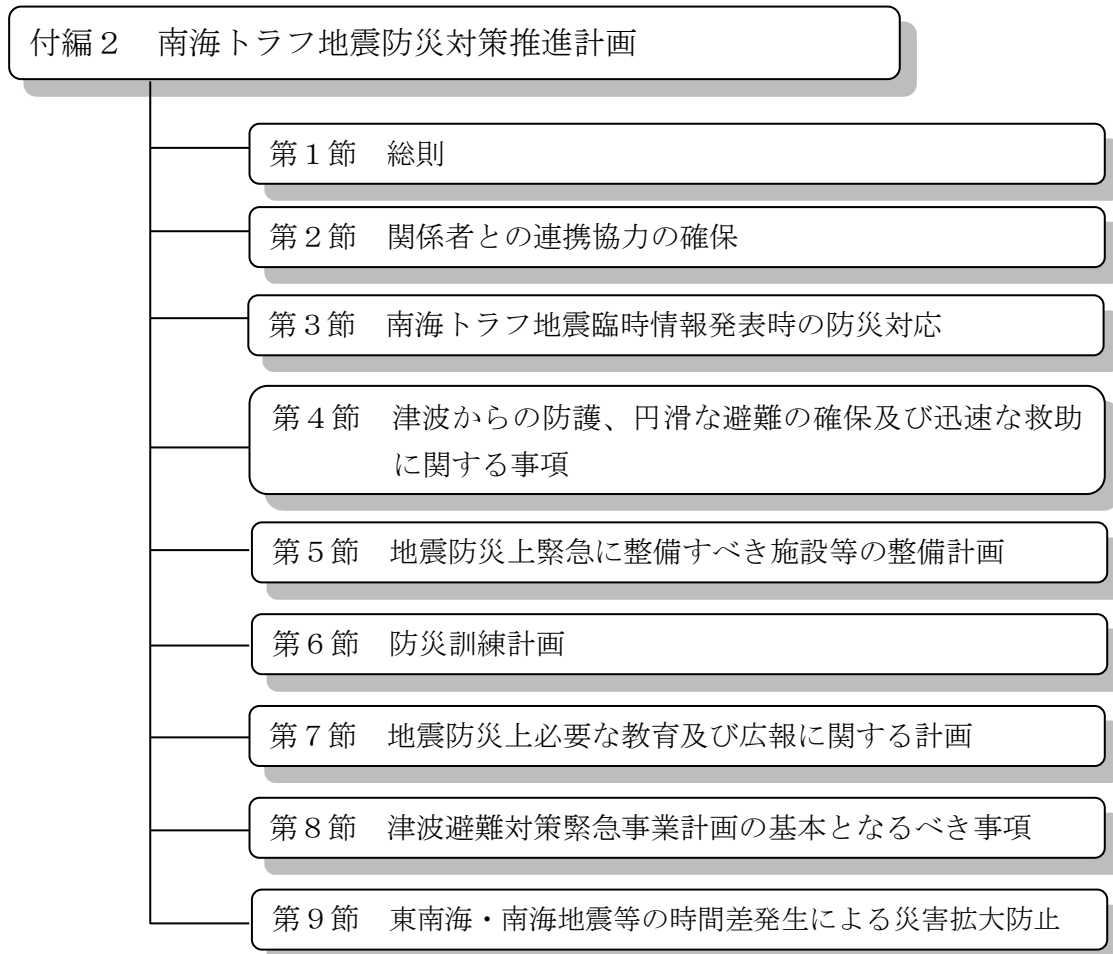 付編２　南海トラフ地震防災対策推進計画
第１節　総則
第２節　関係者との連携協力の確保
第３節　南海トラフ地震臨時情報発表時の防災対応
第４節　津波からの防護、円滑な避難の確保及び迅速な救助
に関する事項
第５節　地震防災上緊急に整備すべき施設等の整備計画
第６節　防災訓練計画
第７節　地震防災上必要な教育及び広報に関する計画
第８節　津波避難対策緊急事業計画の基本となるべき事項
第９節　東南海・南海地震等の時間差発生による災害拡大防止